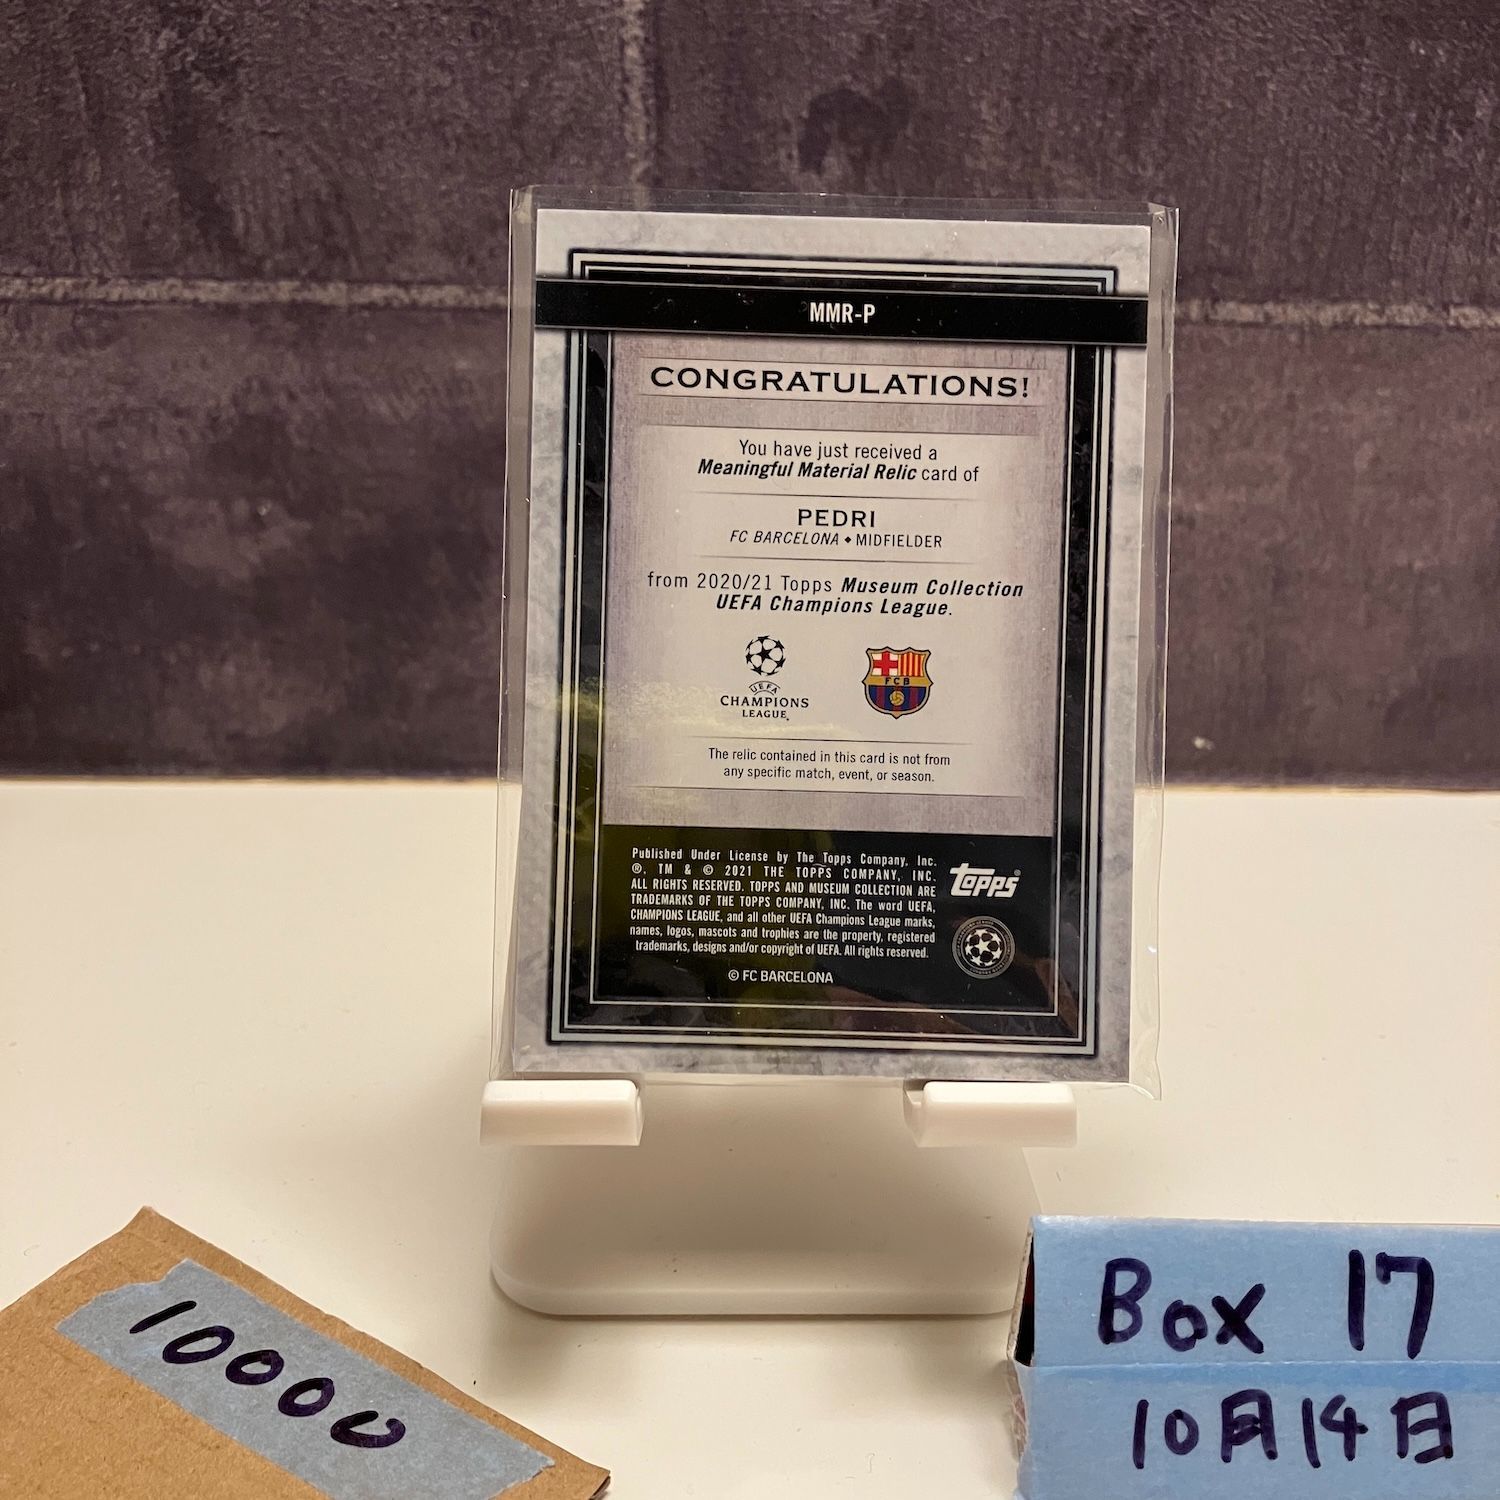 MMR-P
CONGRATULATIONS!
You have just received a
Meaningful Material Relic card of
PEDRI
FC BARCELONA ◆ MIDFIELDER
from 2020/21 Topps Museum Collection
UEFA Champions League.
UEFA
CHAMPIONS
LEAGUE
FCB
The relic contained in this card is not from
any specific match, event, or season.
Published Under License by The Topps Company, Inc.
®, TM & © 2021 THE TOPPS COMPANY, INC.
ALL RIGHTS RESERVED. TOPPS AND MUSEUM COLLECTION ARE
TRADEMARKS OF THE TOPPS COMPANY, INC. The word UEFA,
CHAMPIONS LEAGUE, and all other UEFA Champions League marks,
names, logos, mascots and trophies are the property, registered
trademarks, designs and/or copyright of UEFA. All rights reserved.
topps®
© FC BARCELONA
10000
Box 17
10月14日